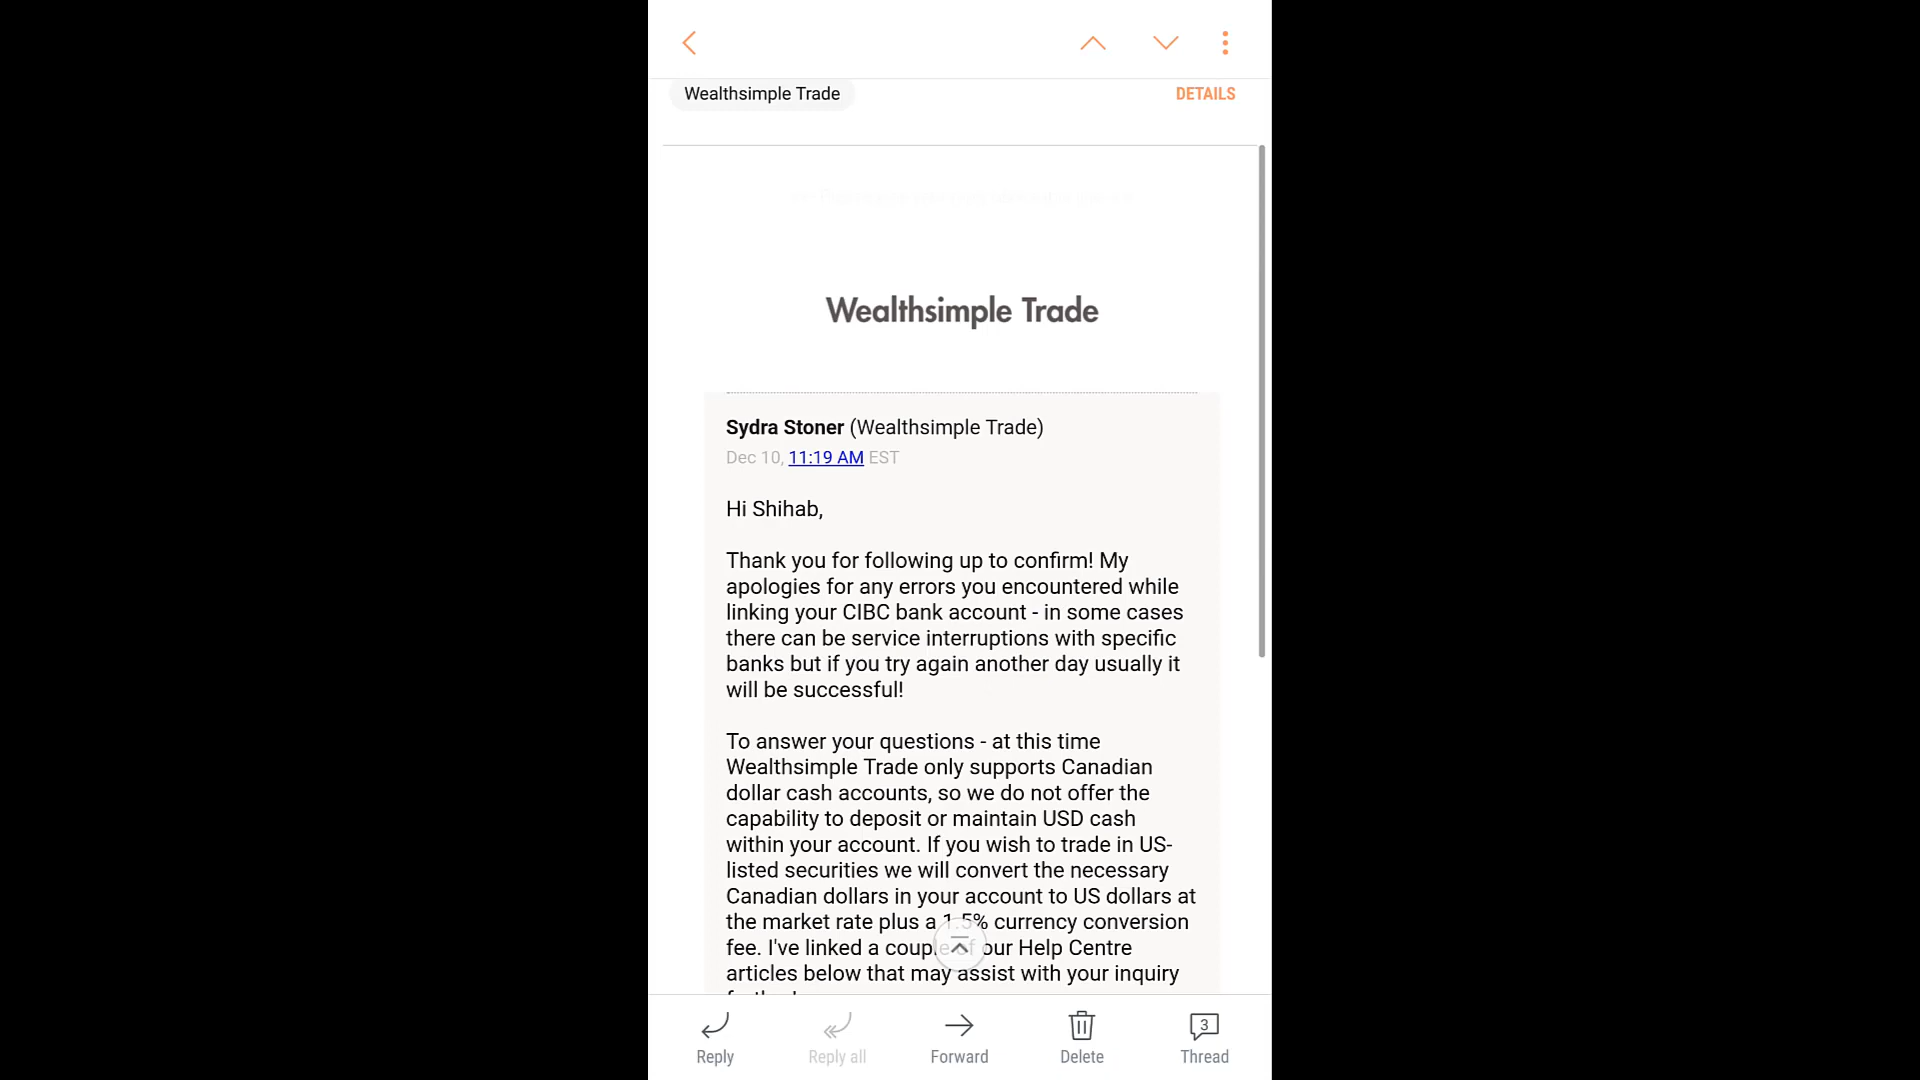 Wealthsimple Trade
DETAILS
Wealthsimple Trade
Sydra Stoner (Wealthsimple Trade)
Dec 10, 11:19 AM EST
Hi Shihab,
Thank you for following up to confirm! My
apologies for any errors you encountered while
linking your CIBC bank account - in some cases
there can be service interruptions with specific
banks but if you try again another day usually it
will be successful!
To answer your questions - at this time
Wealthsimple Trade only supports Canadian
dollar cash accounts, so we do not offer the
capability to deposit or maintain USD cash
within your account. If you wish to trade in US-
listed securities we will convert the necessary
Canadian dollars in your account to US dollars at
the market rate plus a 1.5% currency conversion
fee. I've linked a couple of our Help Centre
articles below that may assist with your inquiry
Reply
Reply all
Forward
Delete
3
Thread